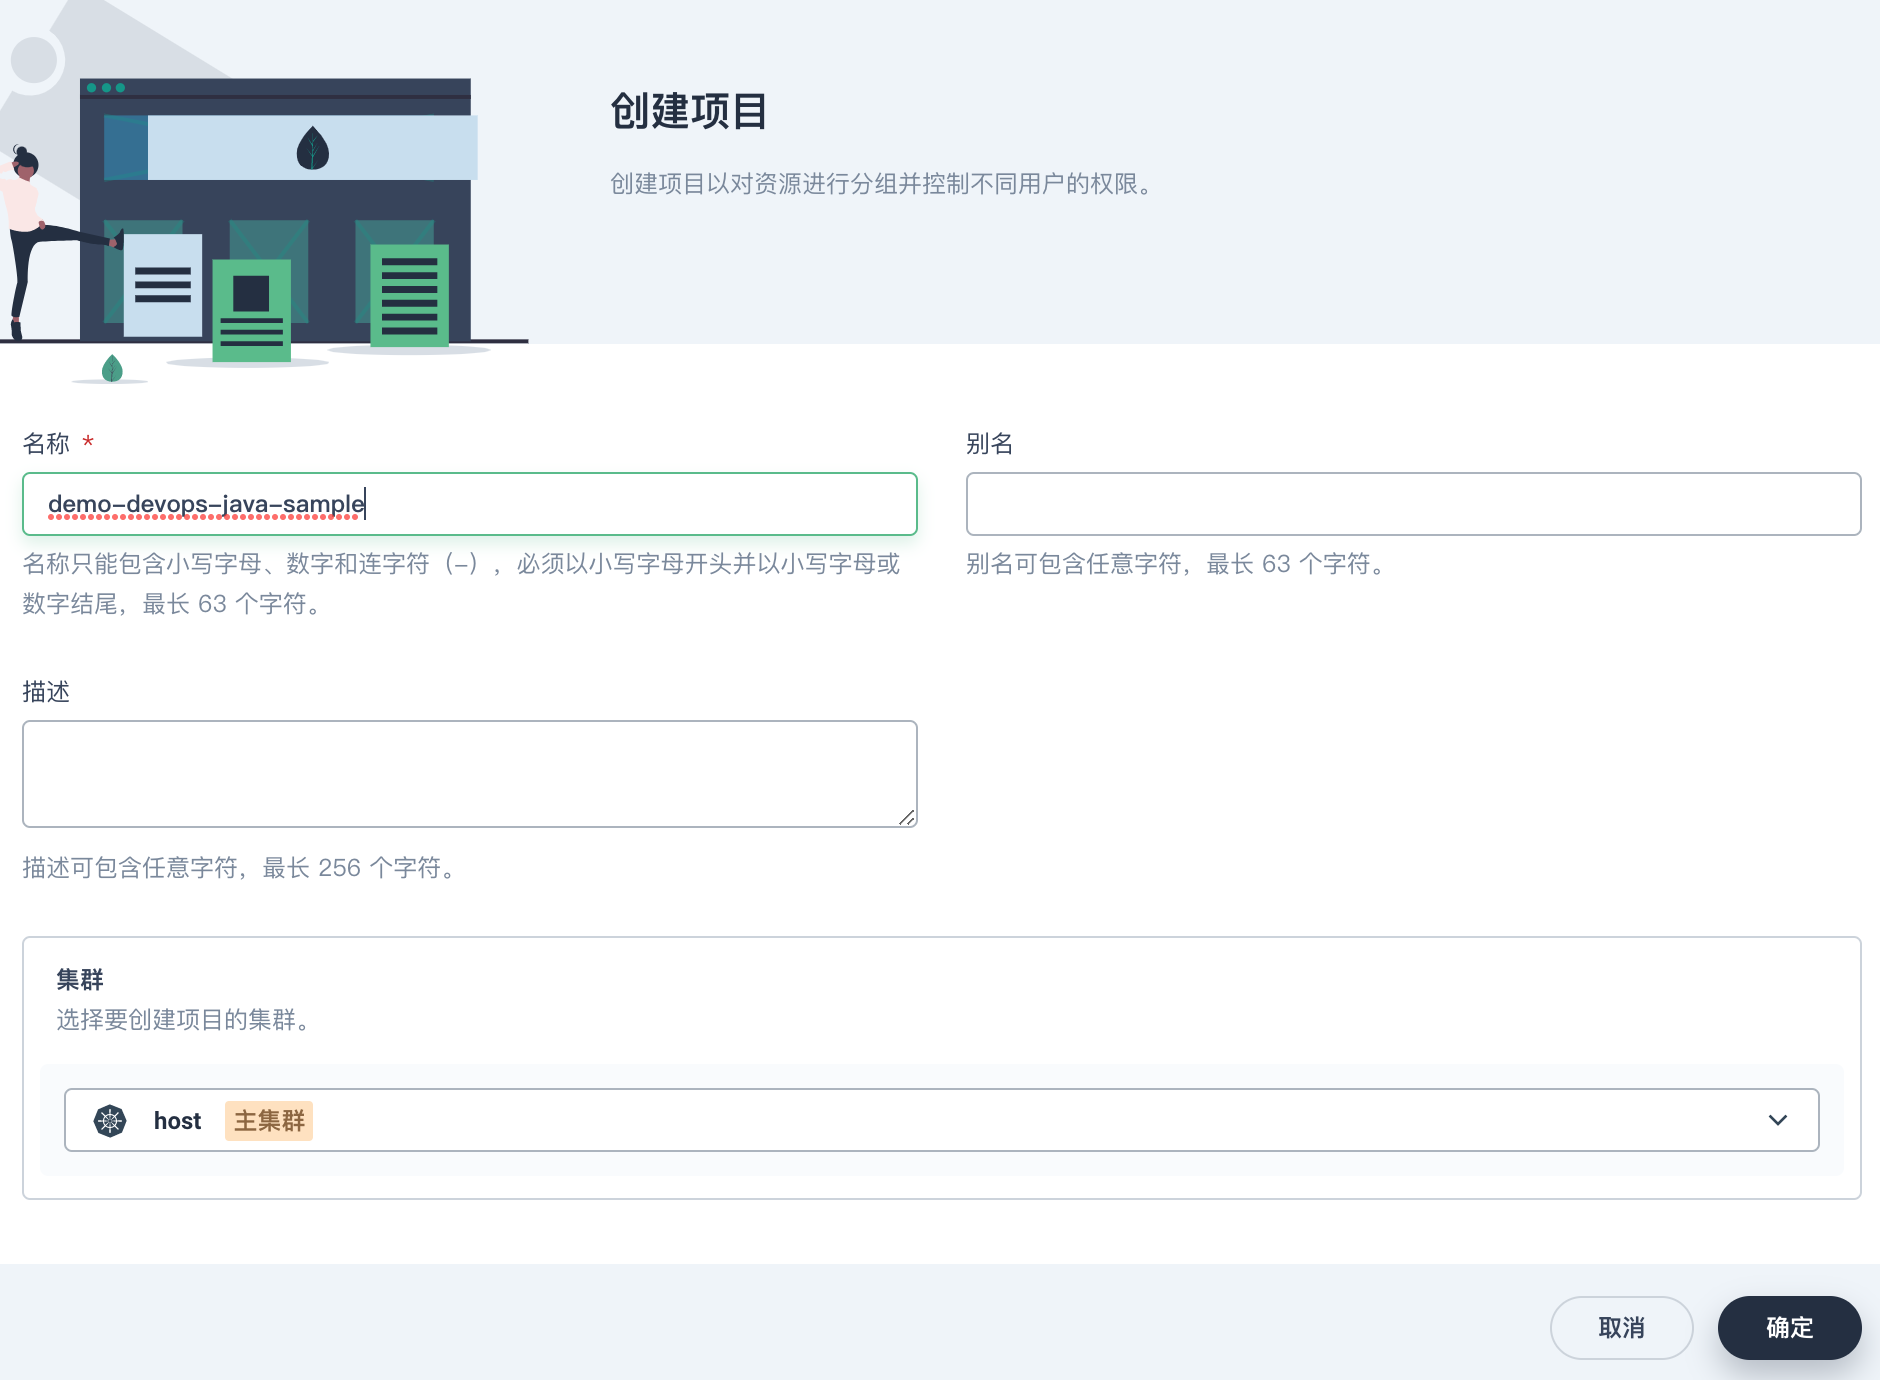 创建项目
创建项目以对资源进行分组并控制不同用户的权限。
名称 *
demo-devops-java-sample
名称只能包含小写字母、数字和连字符（-），必须以小写字母开头并以小写字母或
数字结尾，最长 63 个字符。
别名
别名可包含任意字符，最长 63 个字符。
描述
描述可包含任意字符，最长 256 个字符。
集群
选择要创建项目的集群。
host 主集群
取消
确定